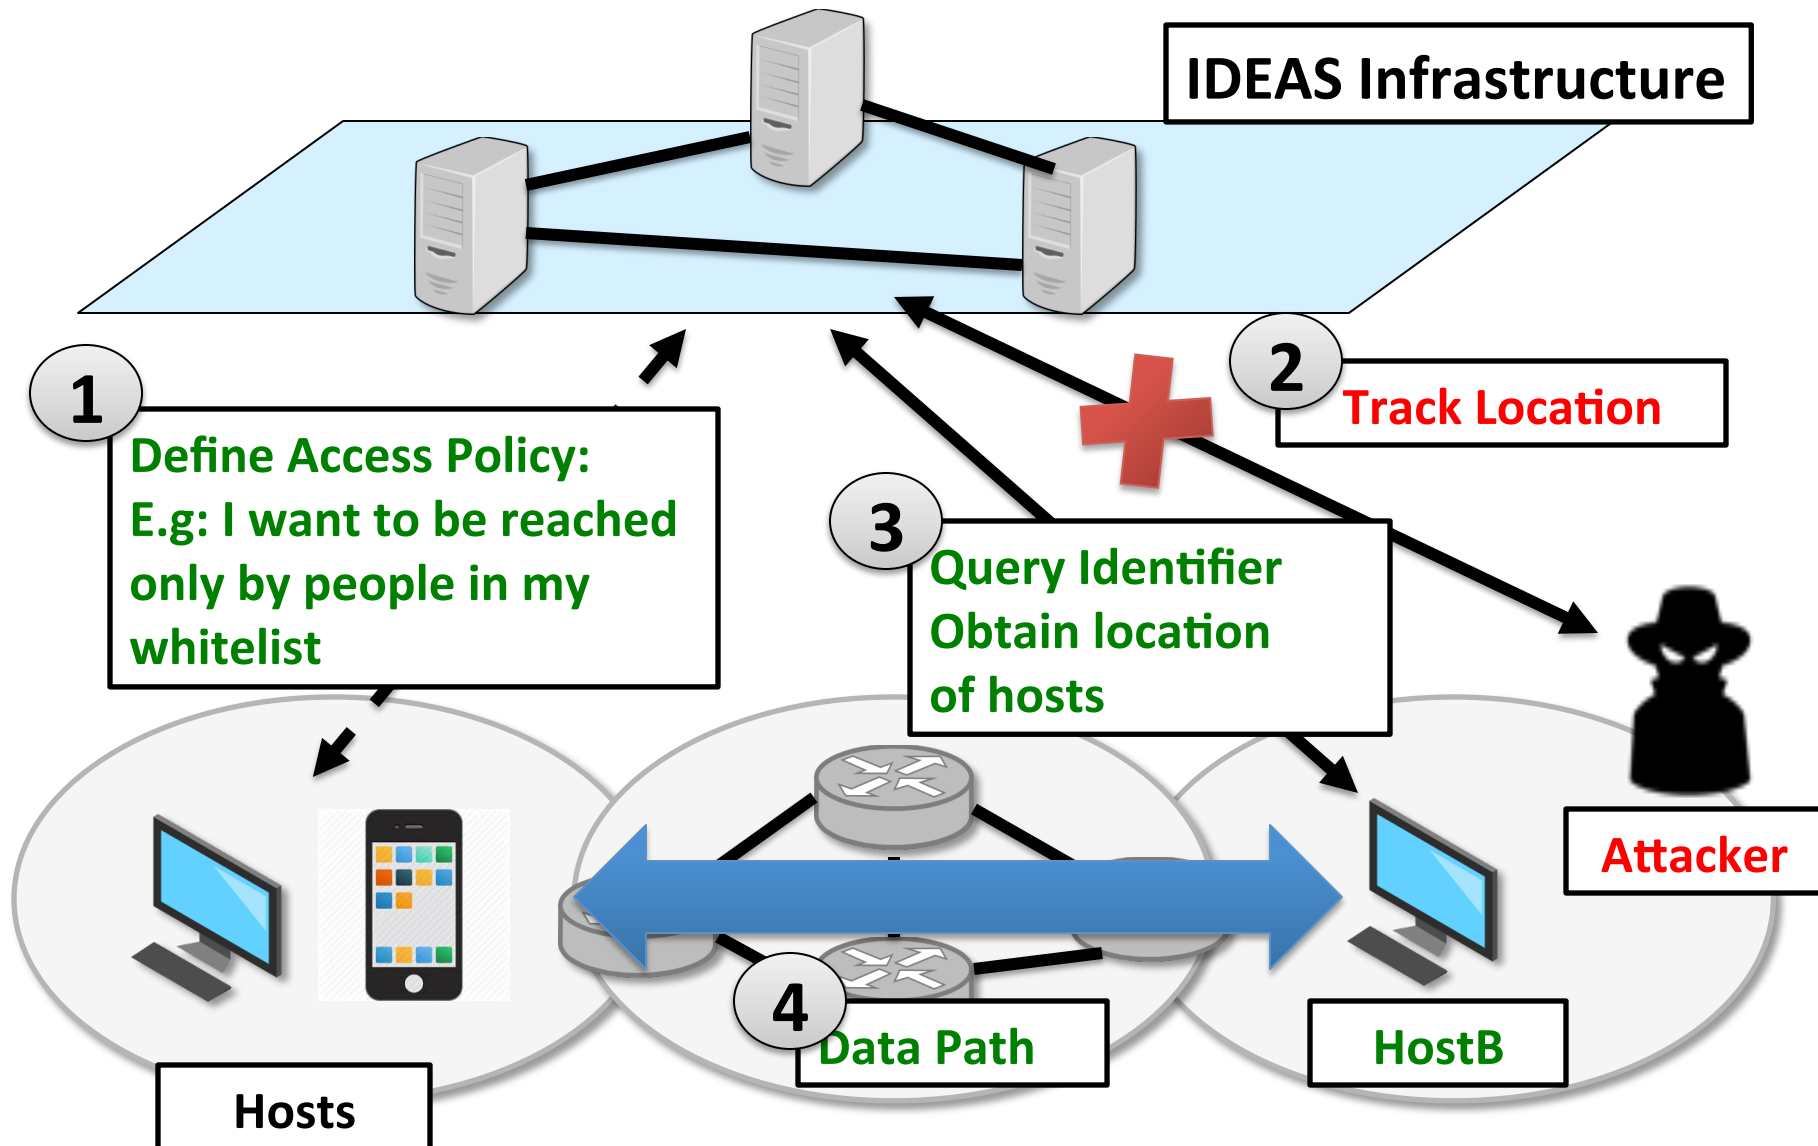 IDEAS Infrastructure
1
Define Access Policy:
E.g: I want to be reached
only by people in my
whitelist
2
Track Location
3
Query Identifier
Obtain location
of hosts
Attacker
4
Data Path
HostB
Hosts